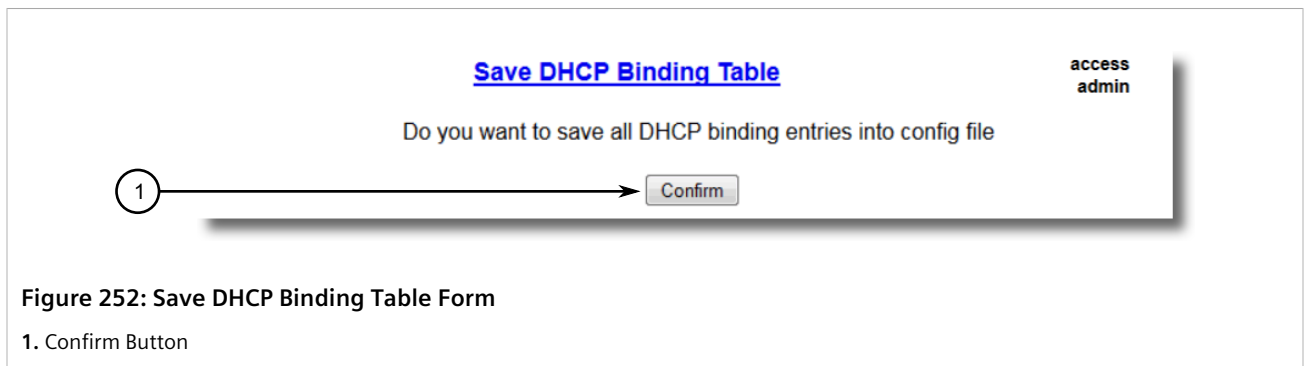 Save DHCP Binding Table
access
admin
Do you want to save all DHCP binding entries into config file
1
Confirm
Figure 252: Save DHCP Binding Table Form
1. Confirm Button